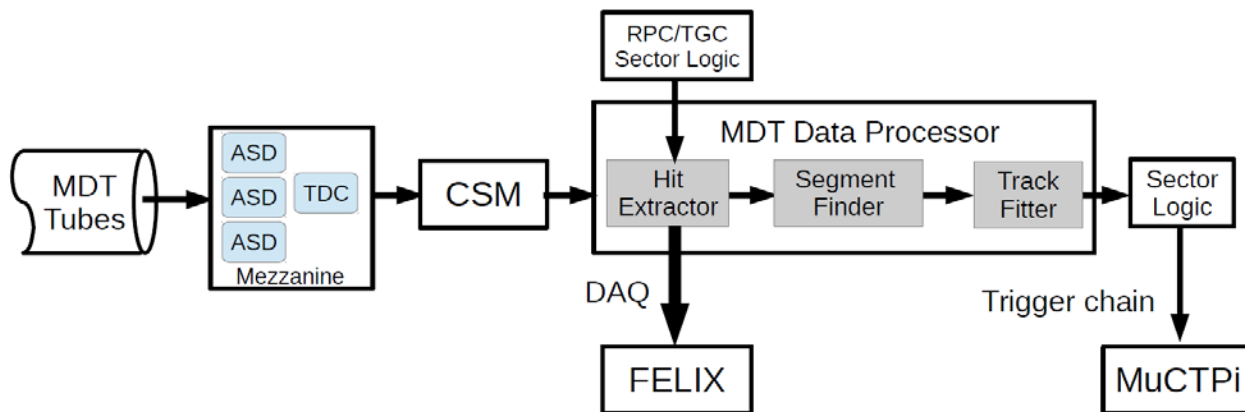 RPC/TGC
Sector Logic
MDT Data Processor
MDT
Tubes
ASD
ASD
ASD
TDC
Mezzanine
CSM
Hit
Extractor
Segment
Finder
Track
Fitter
Sector
Logic
DAQ
Trigger chain
FELIX
MuCTPi